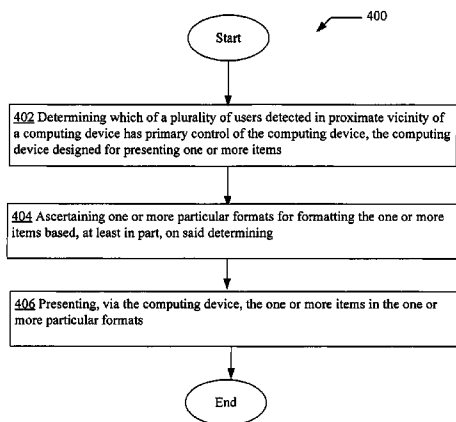 400
Start
402 Determining which of a plurality of users detected in proximate vicinity of
a computing device has primary control of the computing device, the computing
device designed for presenting one or more items
404 Ascertaining one or more particular formats for formatting the one or more
items based, at least in part, on said determining
406 Presenting, via the computing device, the one or more items in the one or
more particular formats
End